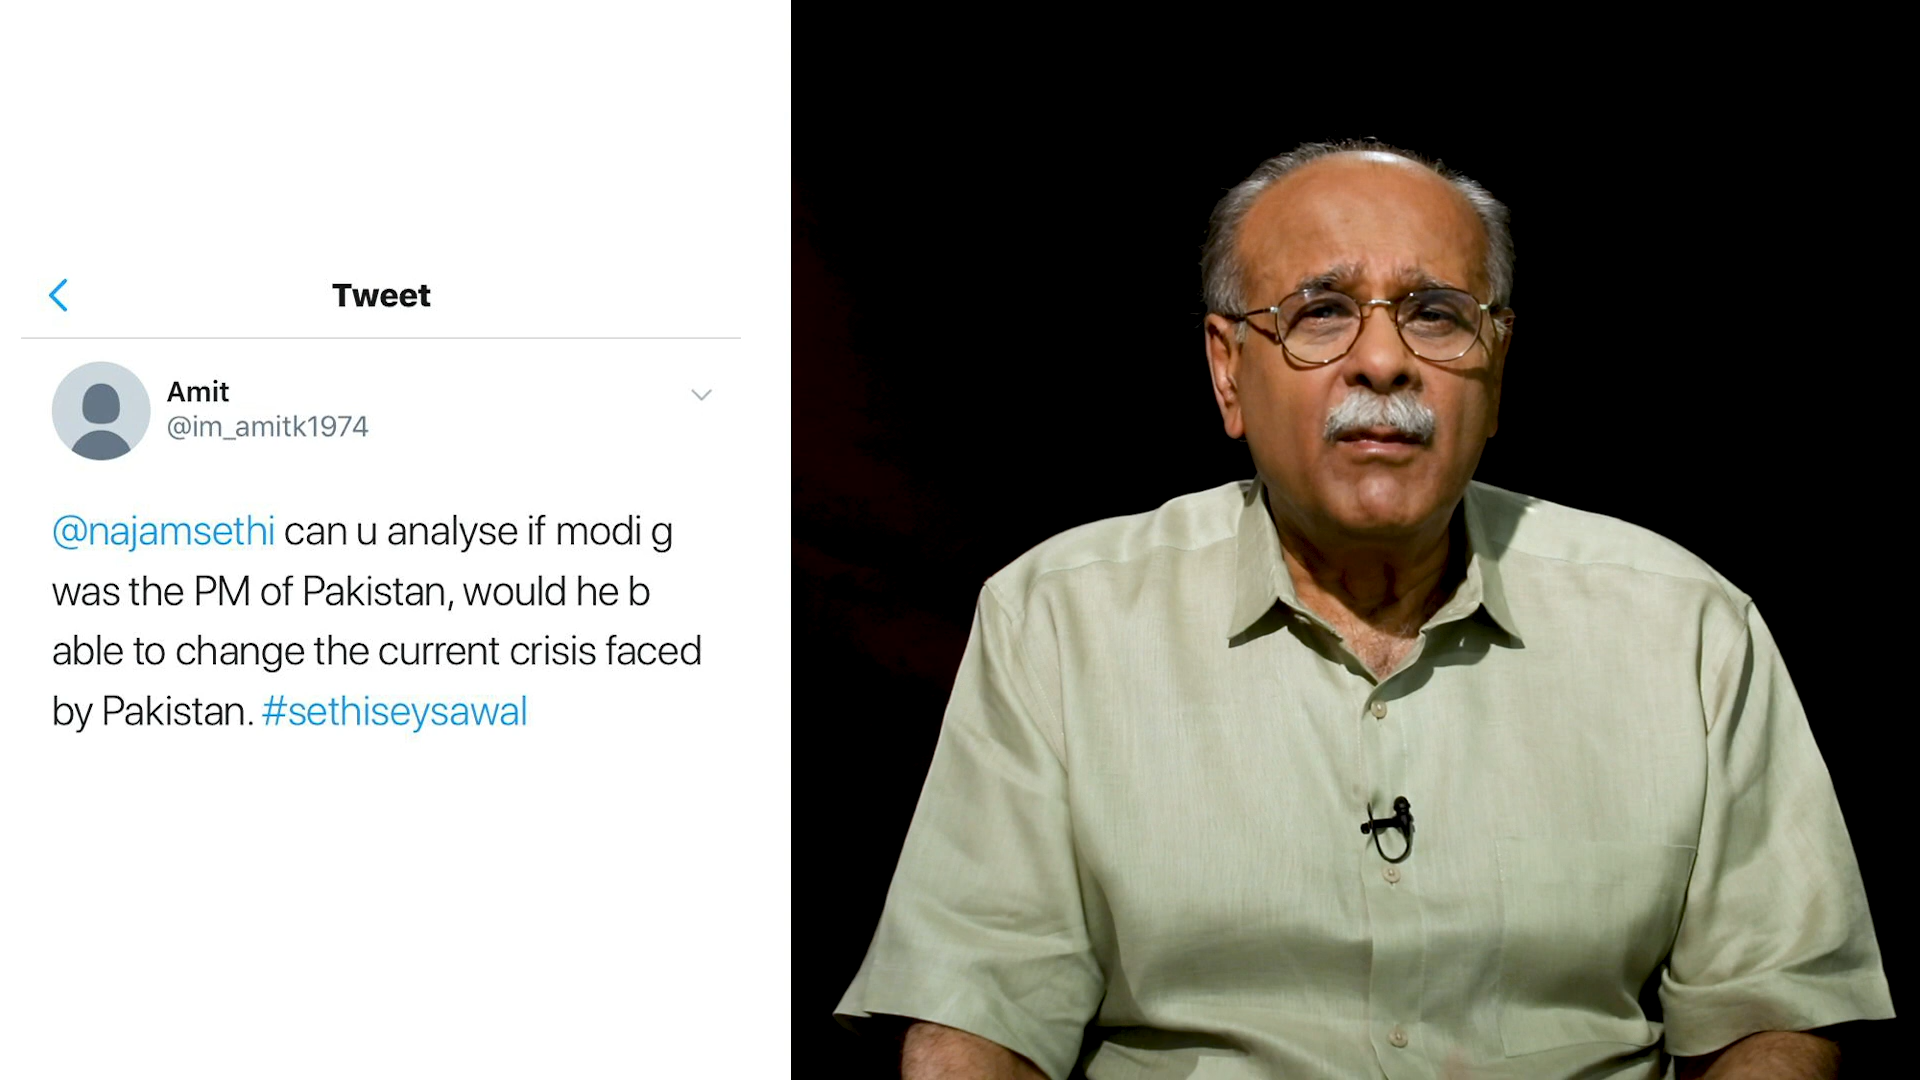 Tweet
Amit
@im_amitk1974
@najamsethi can u analyse if modi g
was the PM of Pakistan, would he b
able to change the current crisis faced
by Pakistan. #sethiseysawal